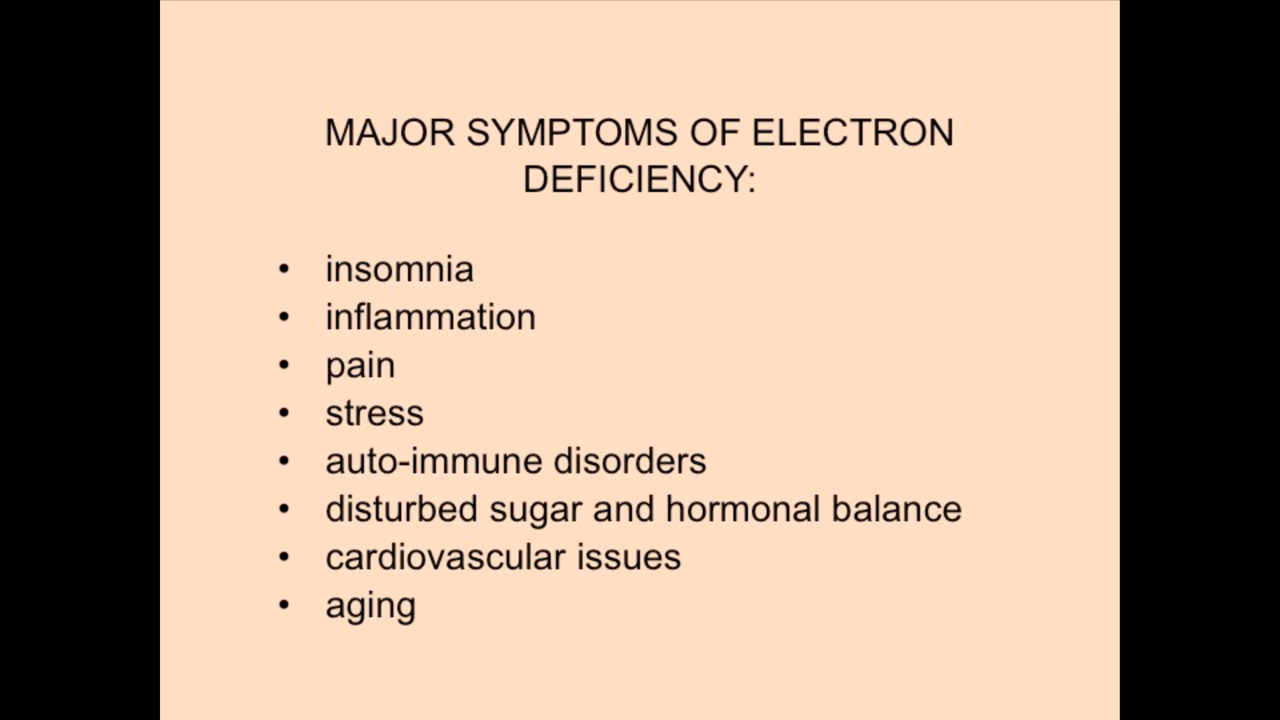 MAJOR SYMPTOMS OF ELECTRON
DEFICIENCY:
• insomnia
• inflammation
• pain
• stress
• auto-immune disorders
• disturbed sugar and hormonal balance
• cardiovascular issues
• aging